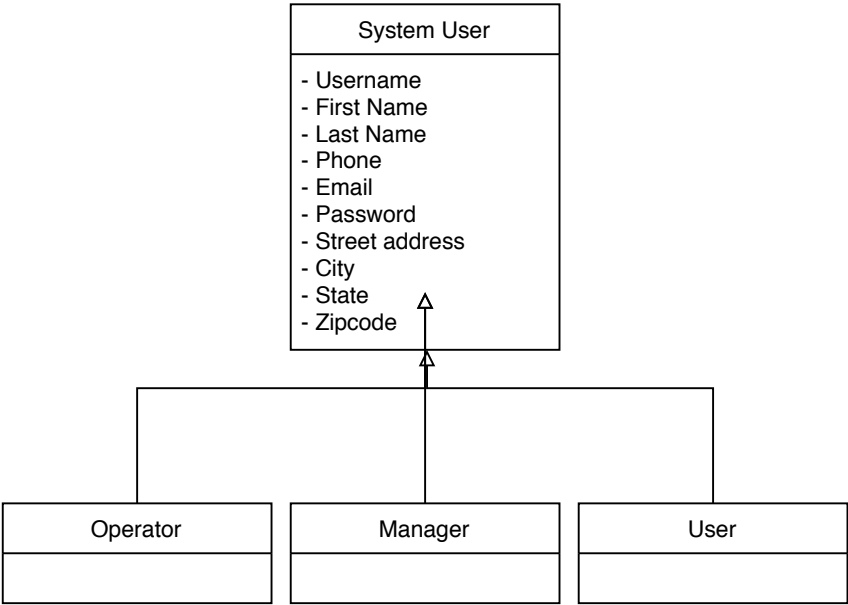 System User
- Username
- First Name
- Last Name
- Phone
- Email
- Password
- Street address
- City
- State
- Zipcode
Operator
Manager
User